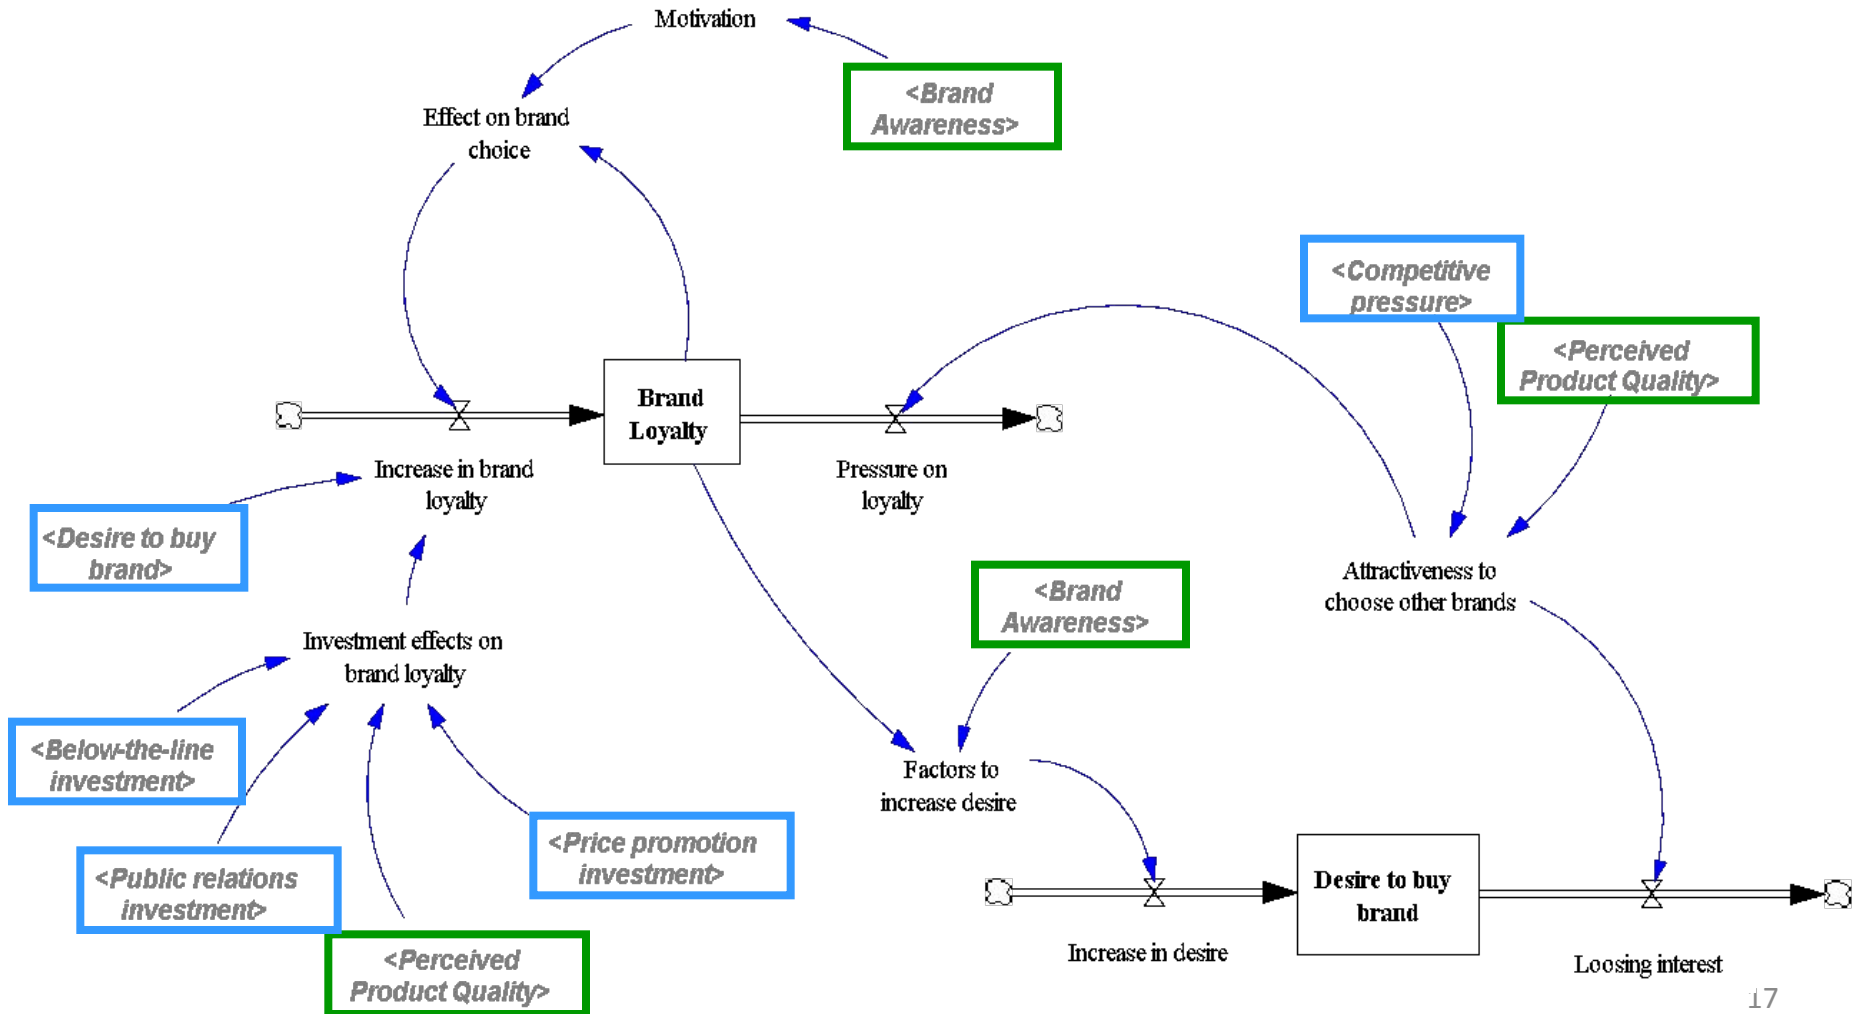 Motivation
<Brand
Awareness>
Effect on brand
choice
<Competitive
pressure>
<Perceived
Product Quality>
Brand
Loyalty
Increase in brand
loyalty
Pressure on
loyalty
<Desire to buy
brand>
Attractiveness to
choose other brands
<Brand
Awareness>
Investment effects on
brand loyalty
<Below-the-line
investment>
Factors to
increase desire
<Price promotion
investment>
<Public relations
investment>
Desire to buy
brand
<Perceived
Product Quality>
Increase in desire
Loosing interest
17